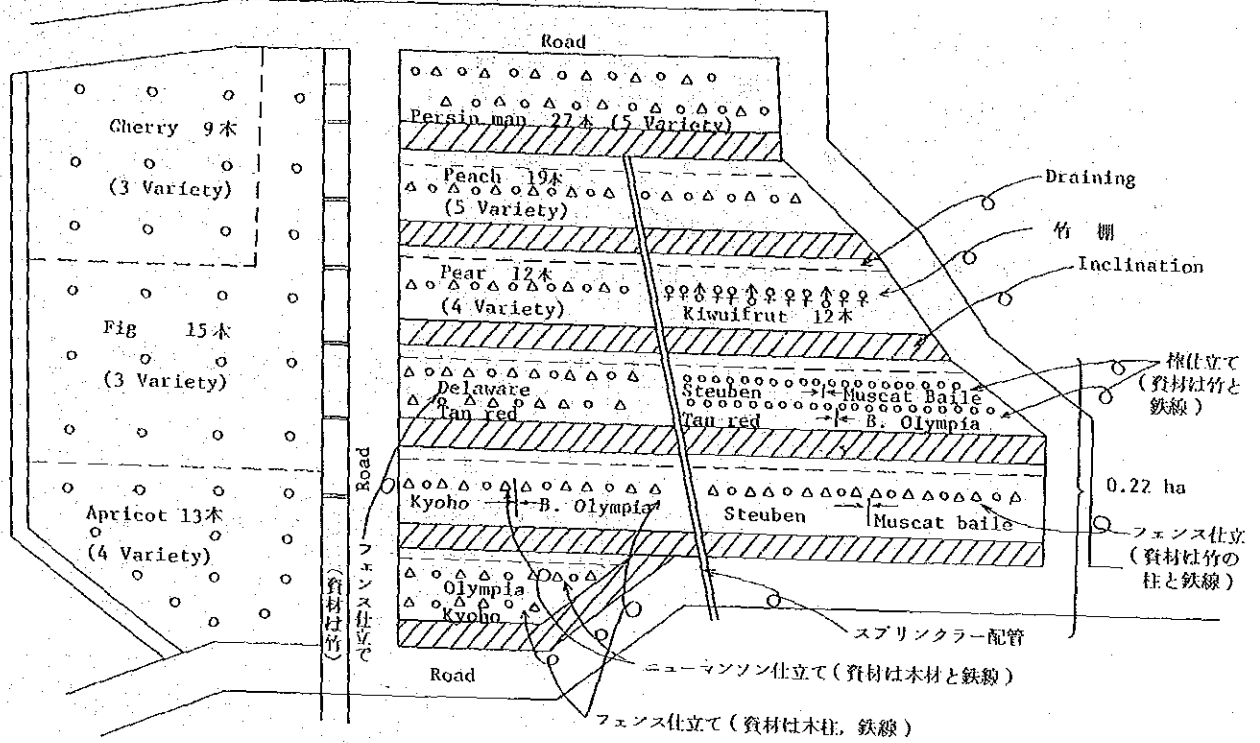 Road
Persin man 27本 (5 Variety)
Gherry 9本
(3 Variety)
Peach 19本
(5 Variety)
Draining
竹 棚
Inclination
Pear 12本
(4 Variety)
Kiwuifrut 12本
Fig 15本
(3 Variety)
Delaware
Tan red
Steuben
Muscat Baile
Tan red
B. Olympia
棒仕立て
(資材は竹と
鉄線)
0.22 ha
Road
Kyoho
B. Olympia
Steuben
Muscat baile
フェンス仕立
(資材は竹の
柱と鉄線)
Apricot 13本
(4 Variety)
Olympia
Kyoho
フェンス仕立て
(資材は竹)
スプリンクラー配管
Road
ニューマンソン仕立て(資材は木材と鉄線)
フェンス仕立て(資材は木柱,鉄線)